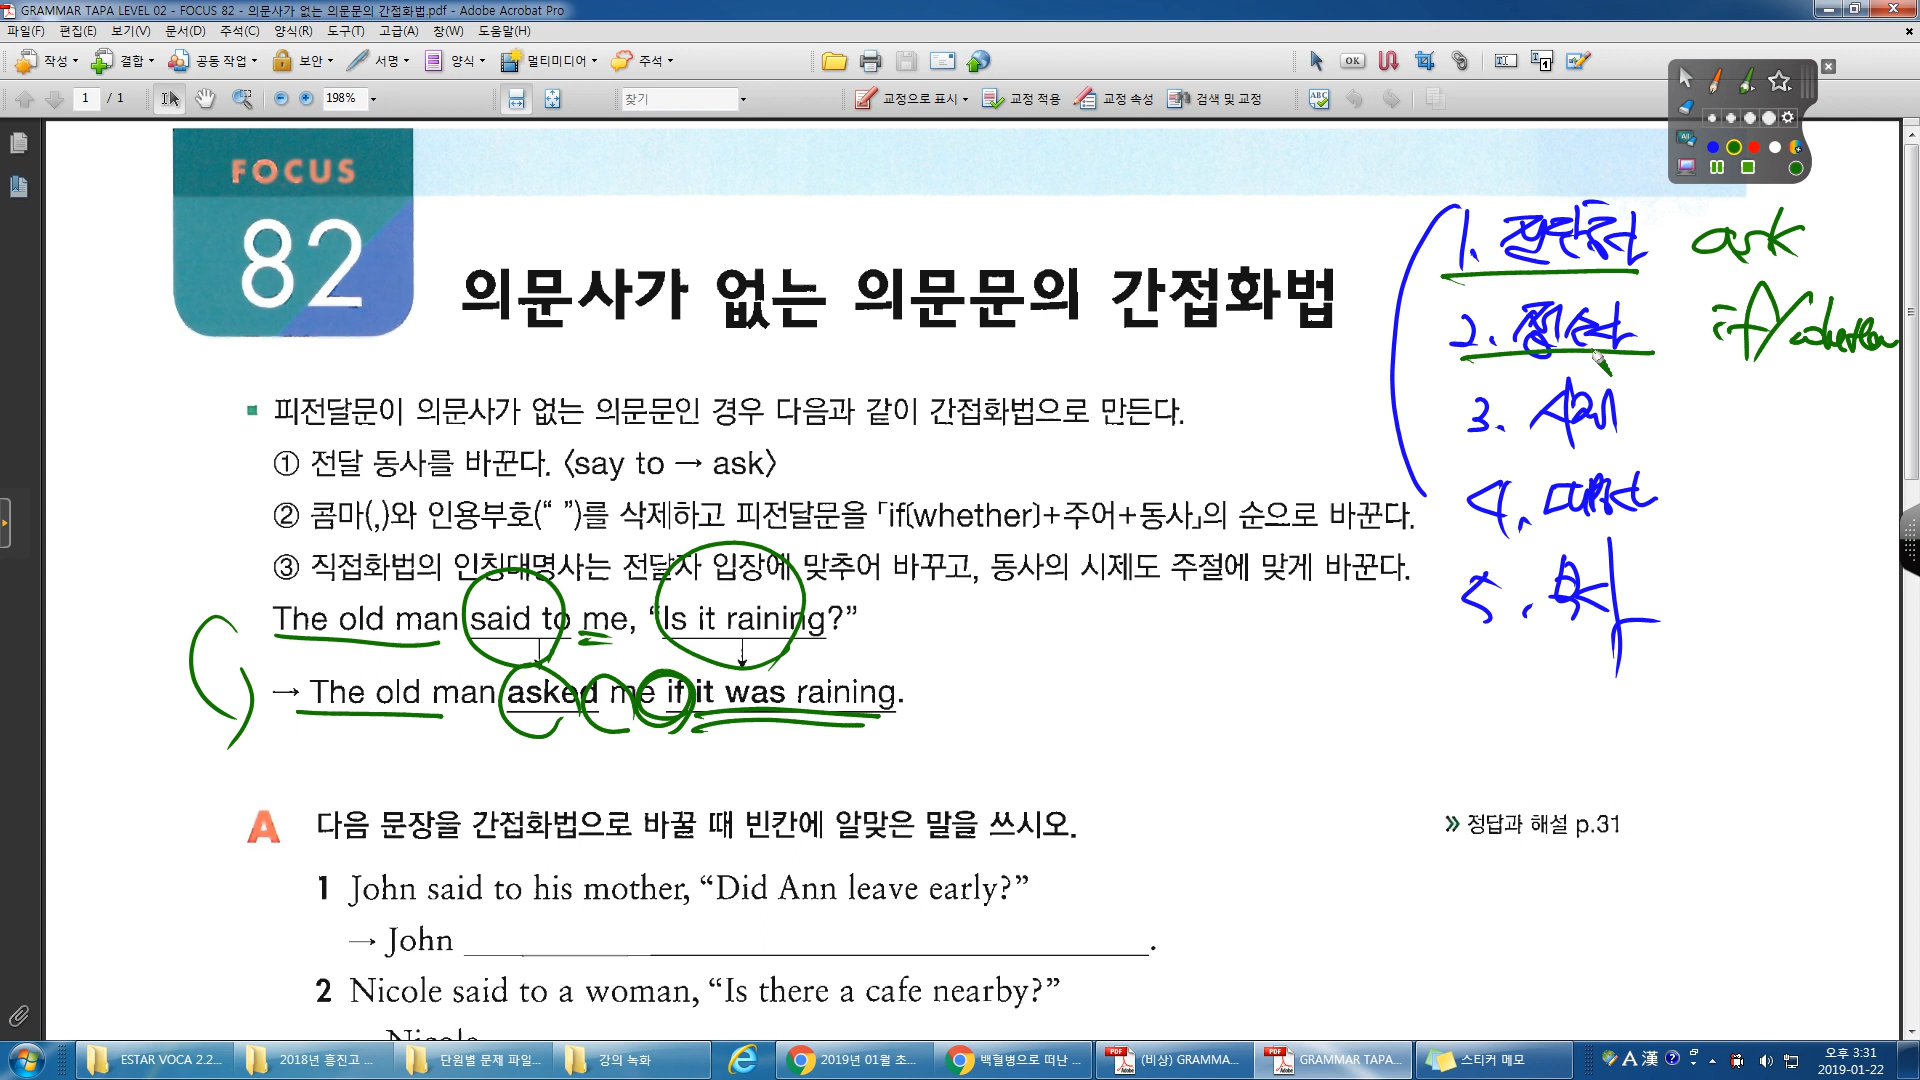 GRAMMAR TAPA LEVEL 02 - FOCUS 82 - 의문사가 없는 의문문의 간접화법.pdf - Adobe Acrobat Pro
파일(F) 편집(E) 보기(V) 문서(D) 주석(C) 양식(R) 도구(T) 고급(A) 창(W) 도움말(H)
작성 결합 공동 작업 보안 서명 양식 멀티미디어 주석 OK
1 / 1 198% 찾기 교정으로 표시 교정 적용 교정 속성 검색 및 교정
FOCUS
82
의문사가 없는 의문문의 간접화법
1. 전달동사 ask
2. 접속사 if/whether
3. 시제
4. 대명사
5. 부
피전달문이 의문사가 없는 의문문인 경우 다음과 같이 간접화법으로 만든다.
① 전달 동사를 바꾼다. 〈say to → ask〉
② 콤마(,)와 인용부호(“ ”)를 삭제하고 피전달문을 「if(whether)+주어+동사」의 순으로 바꾼다.
③ 직접화법의 인칭대명사는 전달자 입장에 맞추어 바꾸고, 동사의 시제도 주절에 맞게 바꾼다.
The old man said to me, “Is it raining?”
→ The old man asked me if it was raining.
A 다음 문장을 간접화법으로 바꿀 때 빈칸에 알맞은 말을 쓰시오.
» 정답과 해설 p.31
1 John said to his mother, “Did Ann leave early?”
→ John .
2 Nicole said to a woman, “Is there a cafe nearby?”
Nicole
ESTAR VOCA 2.2... 2018년 흥진고 ... 단원별 문제 파일... 강의 녹화 2019년 01월 초... 백혈병으로 떠난 ... (비상) GRAMMA... GRAMMAR TAPA... 스티커 메모 A 漢 오후 3:31
2019-01-22